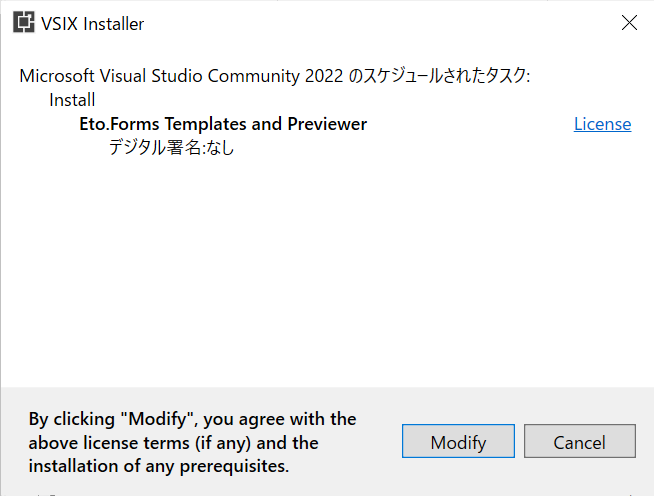 VSIX Installer
Microsoft Visual Studio Community 2022 のスケジュールされたタスク:
Install
Eto.Forms Templates and Previewer
License
デジタル署名:なし
By clicking "Modify", you agree with the
above license terms (if any) and the
installation of any prerequisites.
Modify
Cancel